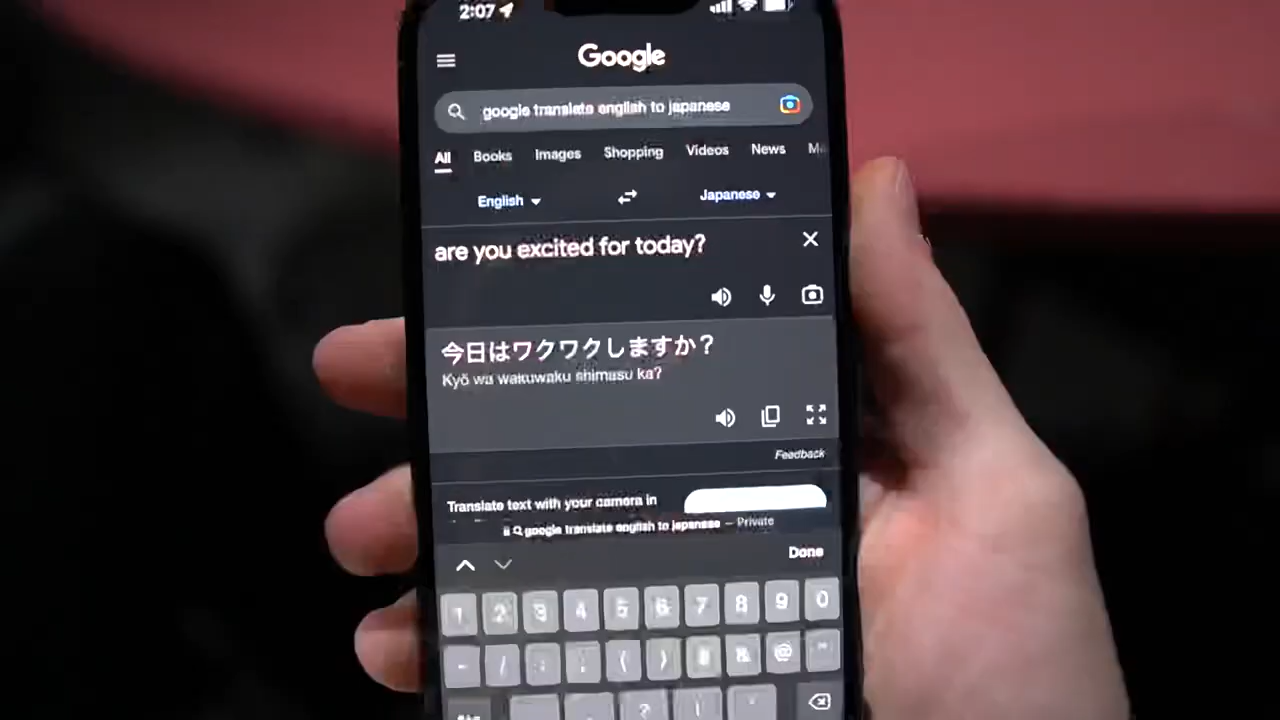 2:07
Google
google translate english to japanese
All Books Images Shopping Videos News
English Japanese
are you excited for today?
今日はワクワクしますか?
Kyō wa wakuwaku shimasu ka?
Feedback
Translate text with your camera in
google translate english to japanese — Private
Done
1 2 3 4 5 6 7 8 9 0
- / : ; ( ) & @ "
?